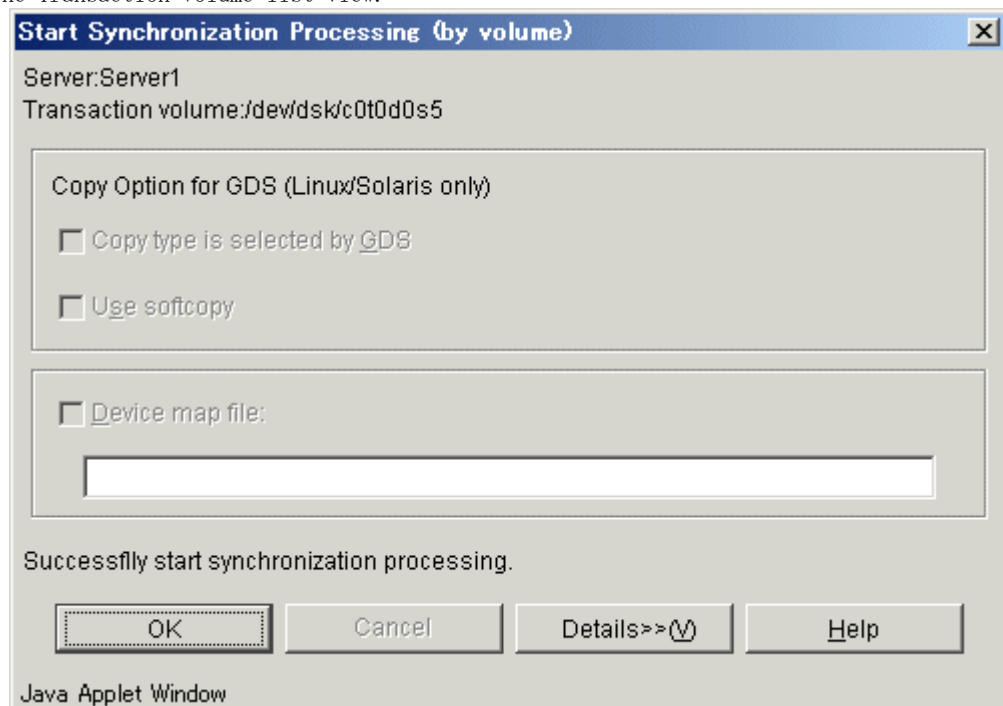 Start Synchronization Processing (by volume)
Server:Server1
Transaction volume:/dev/dsk/c0t0d0s5
Copy Option for GDS (Linux/Solaris only)
Copy type is selected by GDS
Use softcopy
Device map file:
Successflly start synchronization processing.
OK Cancel Details>>(V) Help
Java Applet Window